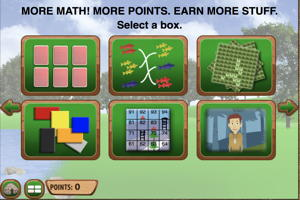 MORE MATH! MORE POINTS. EARN MORE STUFF.
Select a box.
POINTS: 0